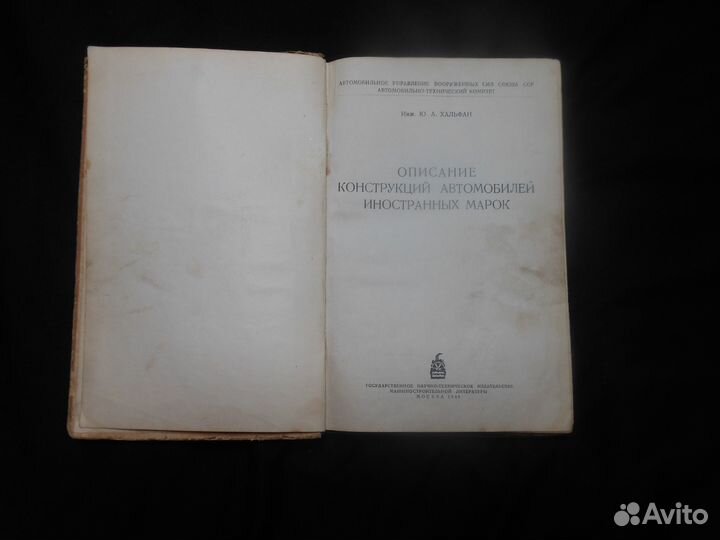 АВТОМОБИЛЬНОЕ УПРАВЛЕНИЕ ВООРУЖЕННЫХ СИЛ СОЮЗА ССР
АВТОМОБИЛЬНО-ТЕХНИЧЕСКИЙ КОМИТЕТ
Инж. Ю. А. ХАЛЬФАН
ОПИСАНИЕ
КОНСТРУКЦИЙ АВТОМОБИЛЕЙ
ИНОСТРАННЫХ МАРОК
ГОСУДАРСТВЕННОЕ НАУЧНО-ТЕХНИЧЕСКОЕ ИЗДАТЕЛЬСТВО
МАШИНОСТРОИТЕЛЬНОЙ ЛИТЕРАТУРЫ
МОСКВА
Avito